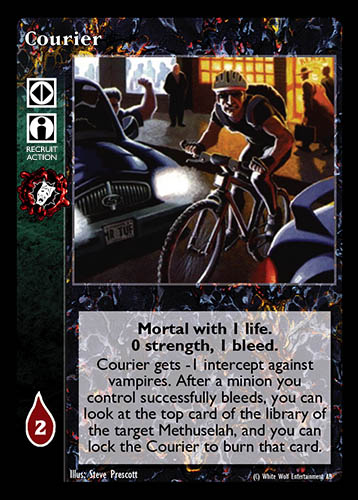 Courier
RECRUIT
ACTION
Mortal with 1 life.
0 strength, 1 bleed.
Courier gets -1 intercept against
vampires. After a minion you
control successfully bleeds, you can
look at the top card of the library of
the target Methuselah, and you can
lock the Courier to burn that card.
2
Illus: Steve Prescott
(C) White Wolf Entertainment AB